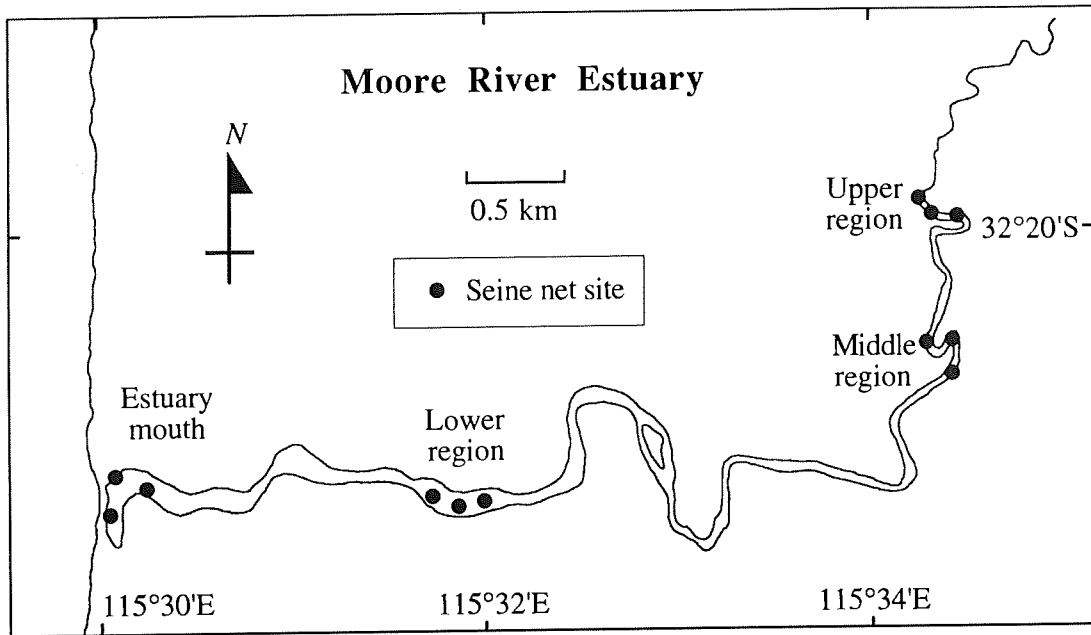 Moore River Estuary
N
0.5 km
Seine net site
Upper
region
32°20'S
Middle
region
Estuary
mouth
Lower
region
115°30'E
115°32'E
115°34'E